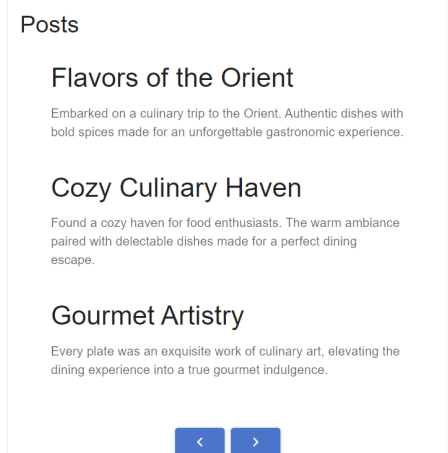 Posts
Flavors of the Orient
Embarked on a culinary trip to the Orient. Authentic dishes with
bold spices made for an unforgettable gastronomic experience.
Cozy Culinary Haven
Found a cozy haven for food enthusiasts. The warm ambiance
paired with delectable dishes made for a perfect dining
escape.
Gourmet Artistry
Every plate was an exquisite work of culinary art, elevating the
dining experience into a true gourmet indulgence.